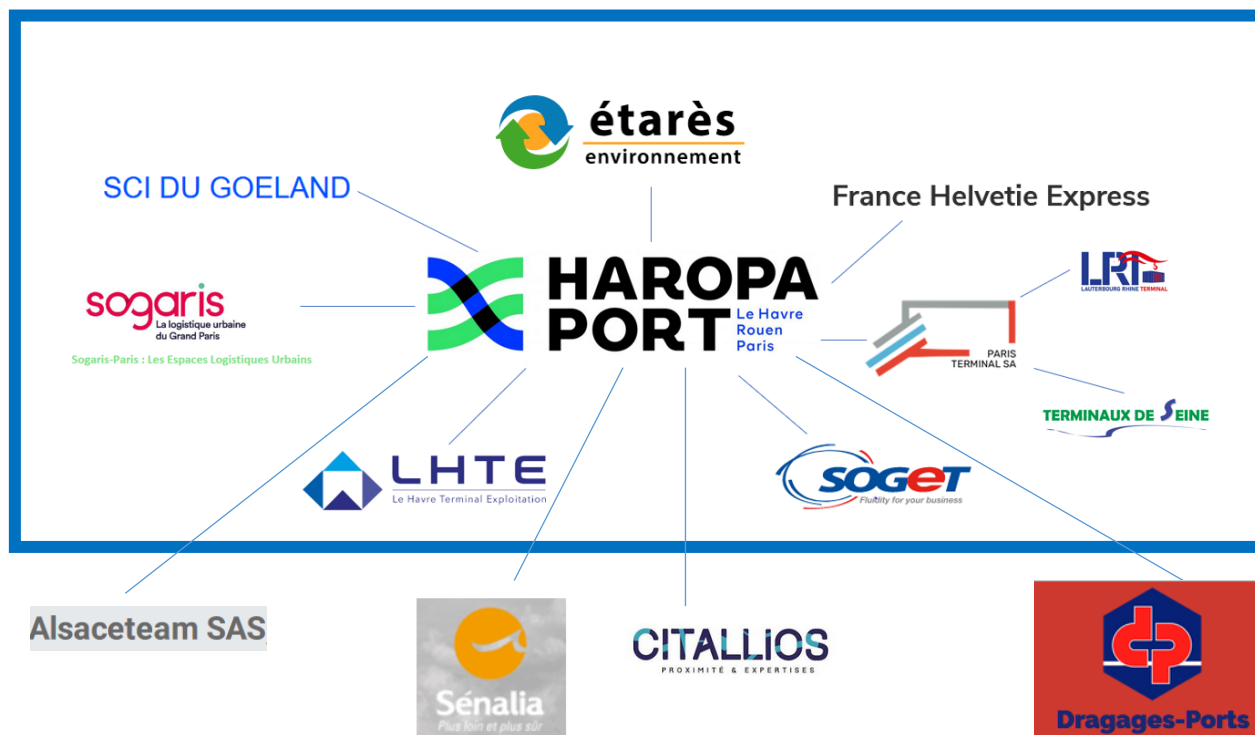 étarès
environnement
SCI DU GOELAND
France Helvetie Express
HAROPA
PORT
Le Havre
Rouen
Paris
LRT
LAUTERBOURG RHINE TERMINAL
sogaris
La logistique urbaine
du Grand Paris
Sogaris-Paris : Les Espaces Logistiques Urbains
PARIS
TERMINAL SA
TERMINAUX DE SEINE
LHTE
Le Havre Terminal Exploitation
SOGET
Fluidity for your business
Alsaceteam SAS
Sénalia
Plus loin et plus sûr
CITALLIOS
PROXIMITÉ & EXPERTISES
dp
Dragages-Ports